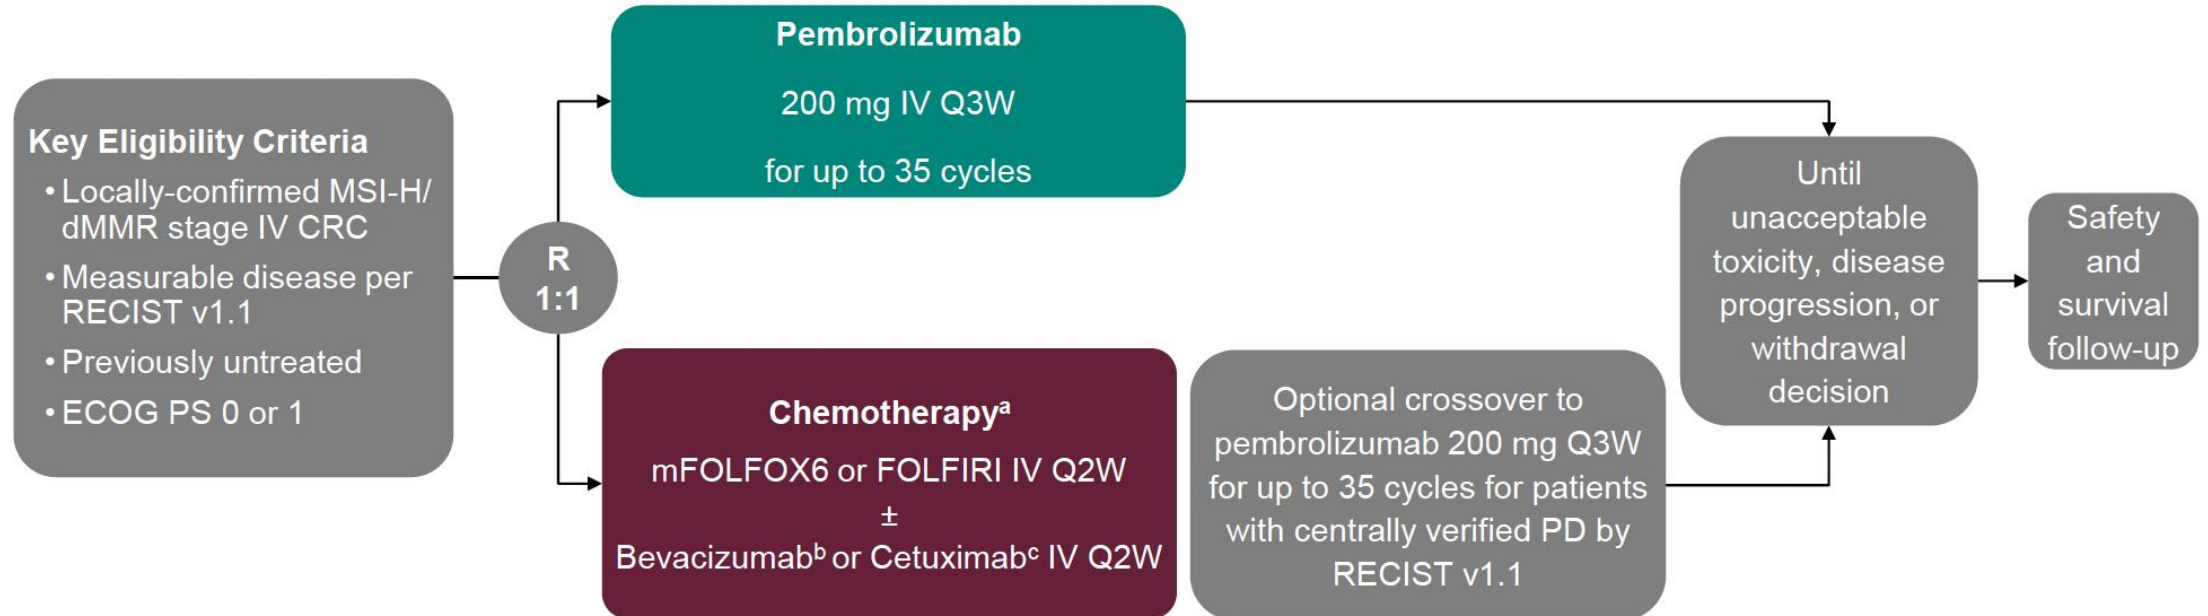 Key Eligibility Criteria
• Locally-confirmed MSI-H/
dMMR stage IV CRC
• Measurable disease per
RECIST v1.1
• Previously untreated
• ECOG PS 0 or 1
R
1:1
Pembrolizumab
200 mg IV Q3W
for up to 35 cycles
Chemotherapyᵃ
mFOLFOX6 or FOLFIRI IV Q2W
±
Bevacizumabᵇ or Cetuximabᶜ IV Q2W
Optional crossover to
pembrolizumab 200 mg Q3W
for up to 35 cycles for patients
with centrally verified PD by
RECIST v1.1
Until
unacceptable
toxicity, disease
progression, or
withdrawal
decision
Safety
and
survival
follow-up